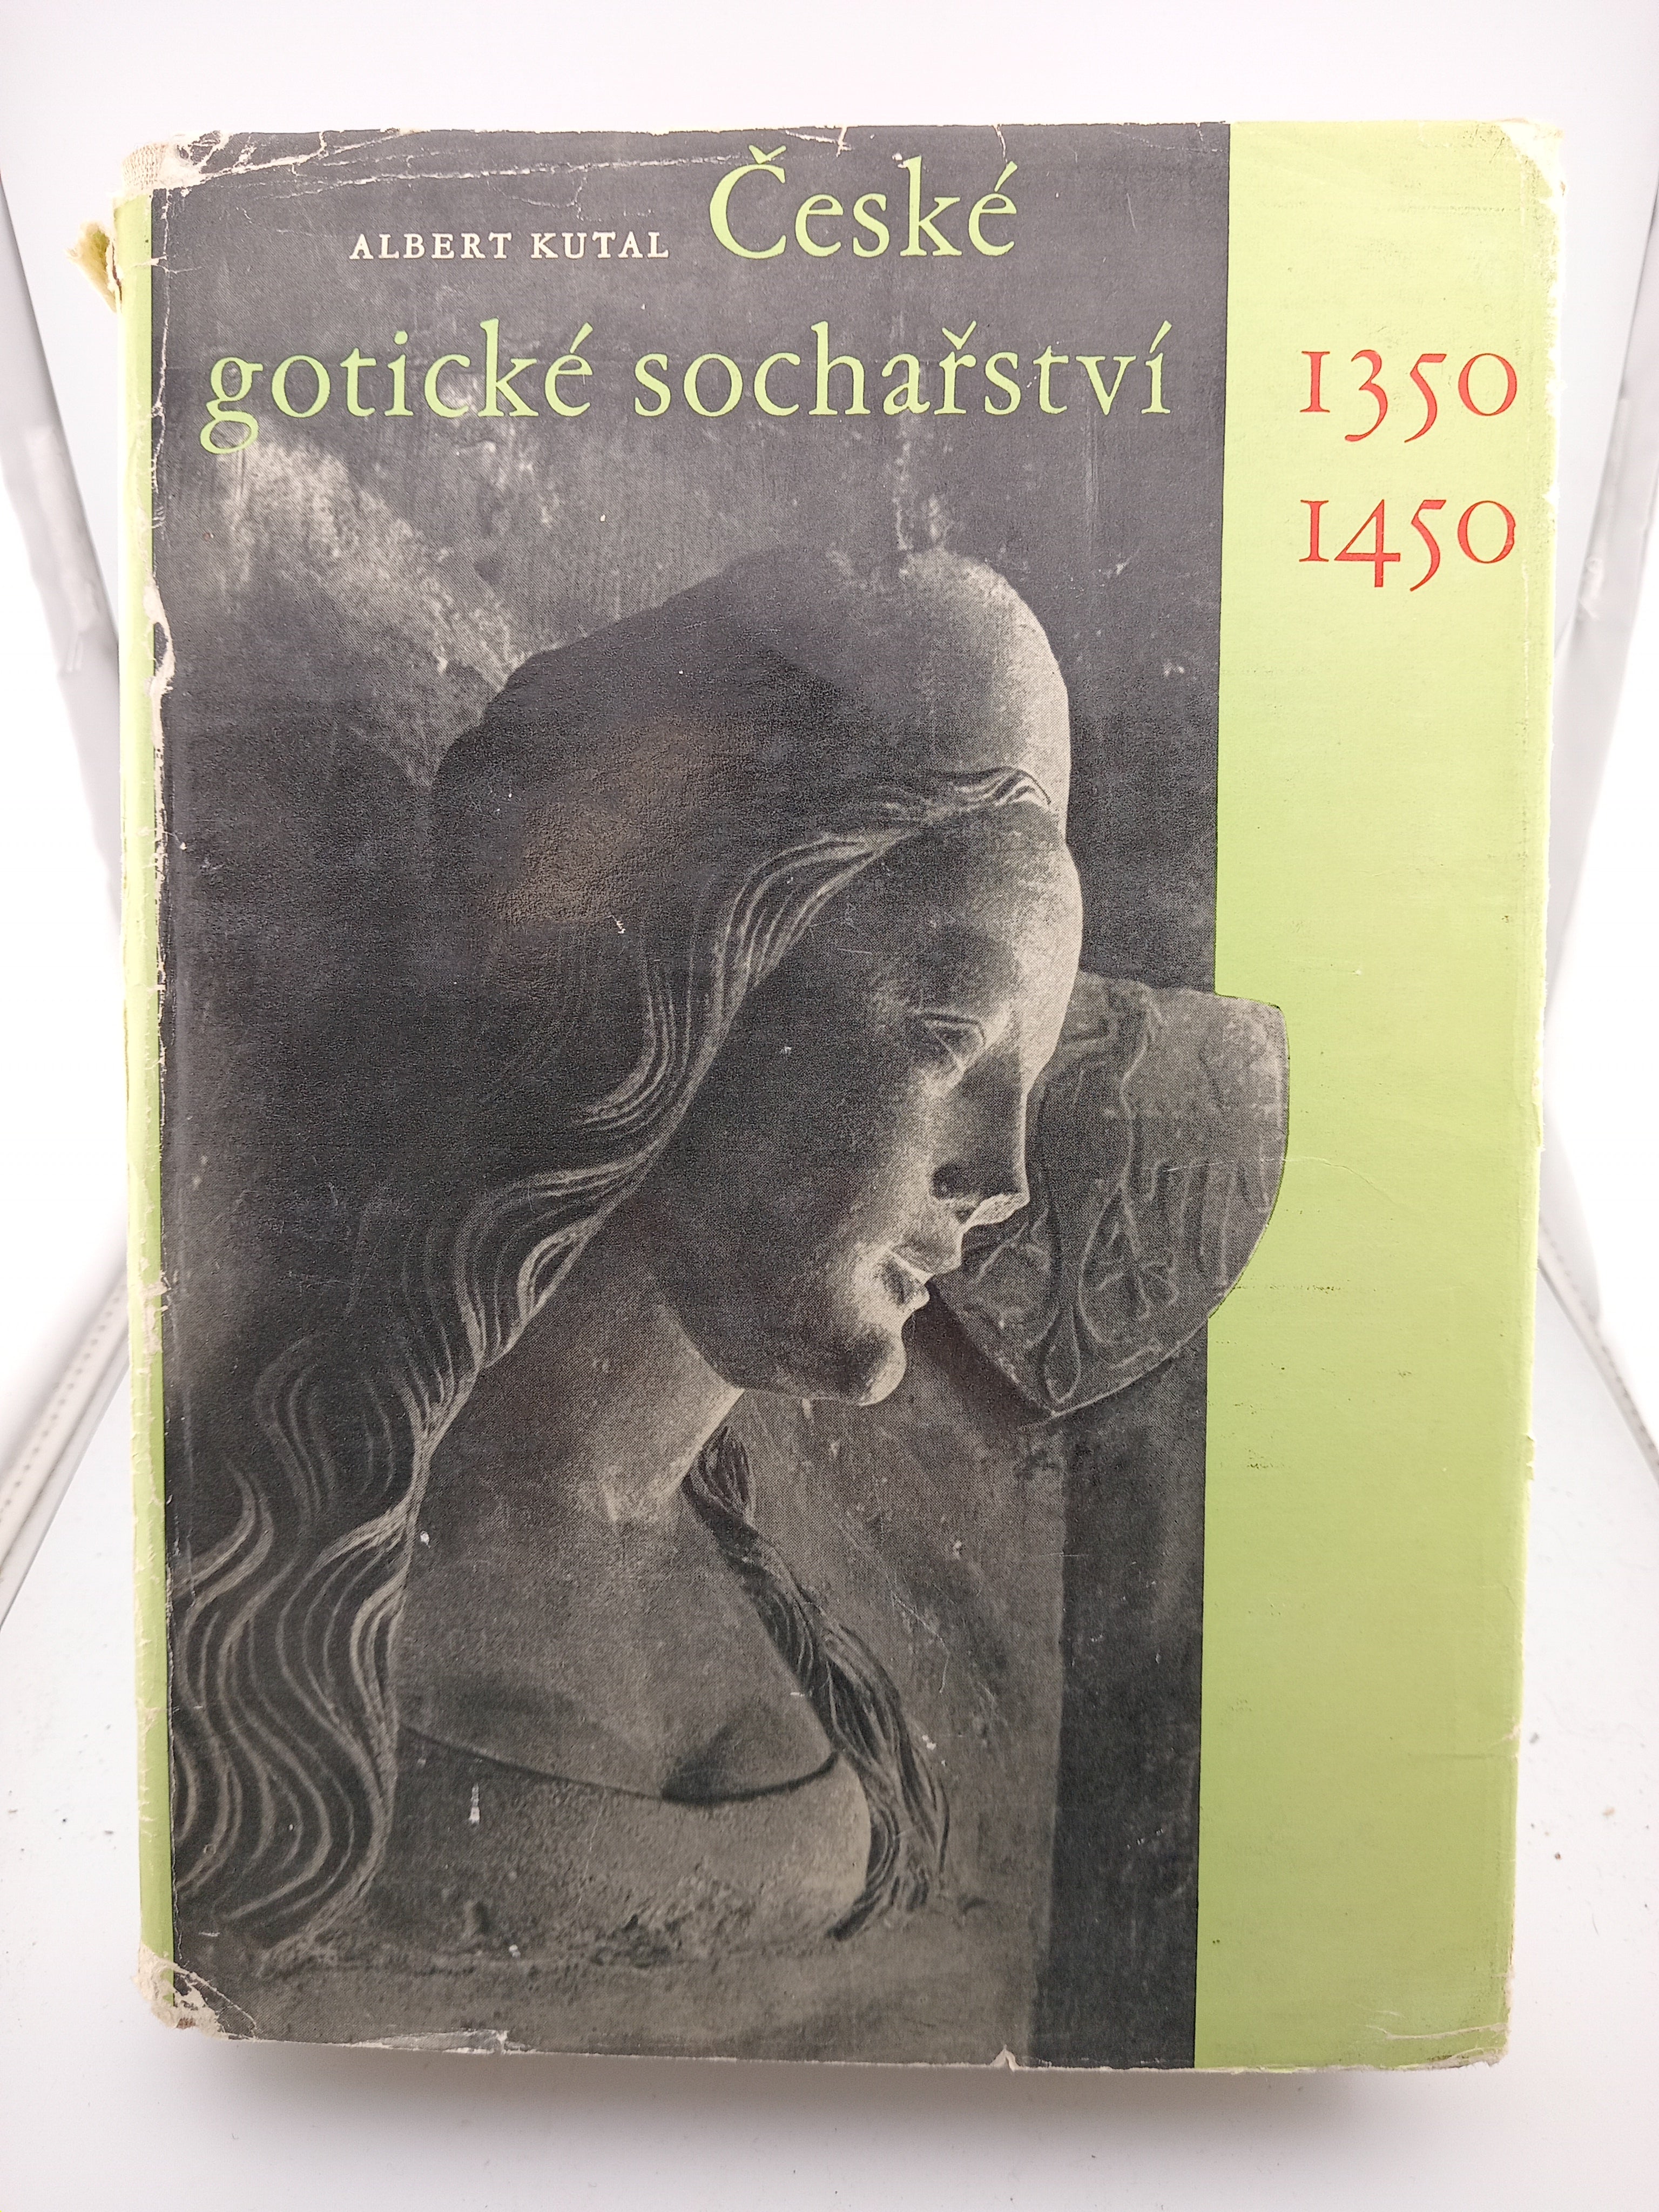 ALBERT KUTAL České
gotické sochařství
1350
1450